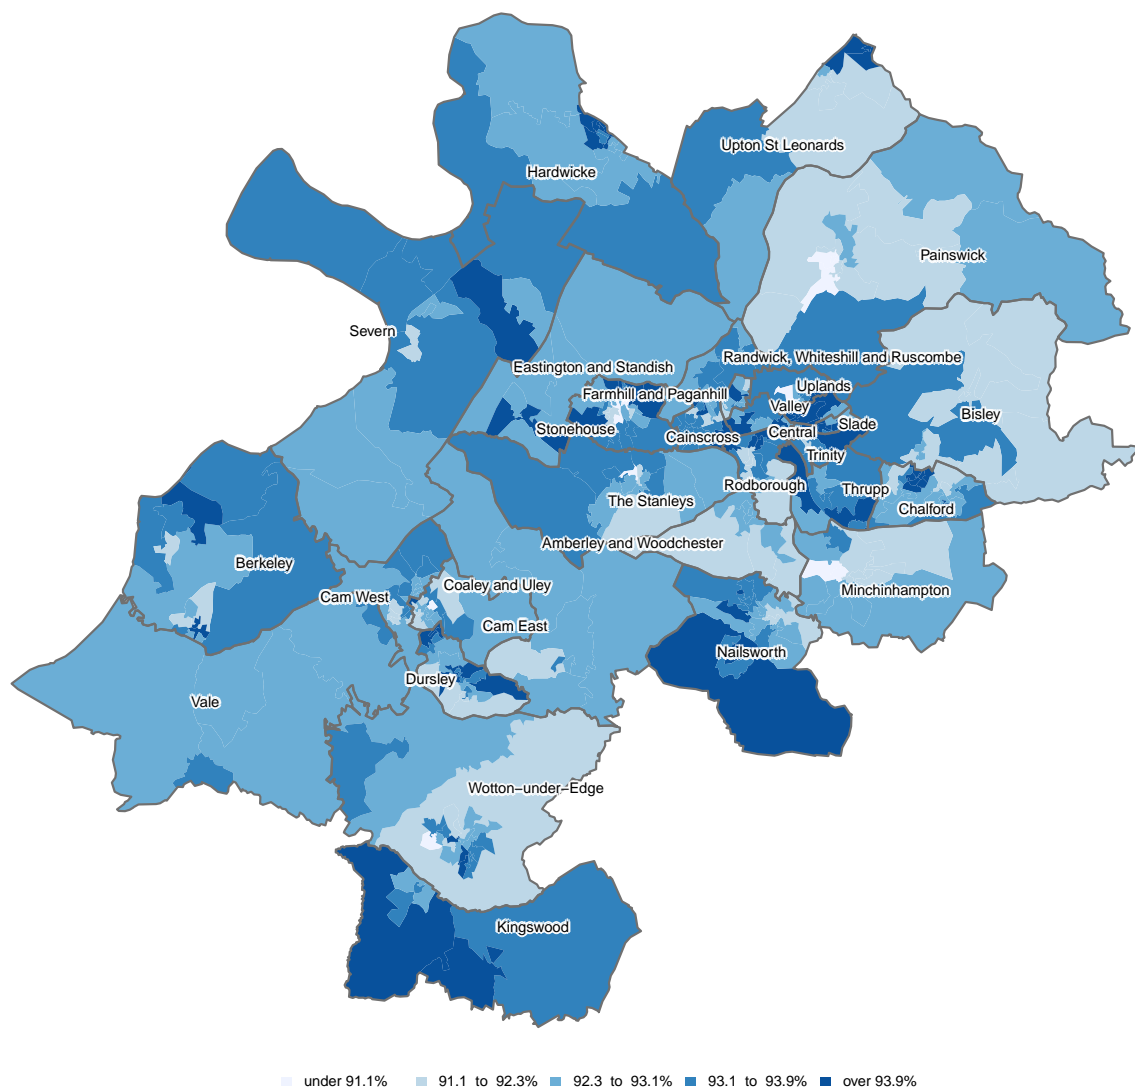 Upton St Leonards
Hardwicke
Painswick
Severn
Randwick, Whiteshill and Ruscombe
Eastington and Standish
Uplands
Farmhill and Paganhill
Valley
Bisley
Slade
Stonehouse
Central
Cainscross
Trinity
Rodborough
Thrupp
The Stanleys
Chalford
Amberley and Woodchester
Berkeley
Coaley and Uley
Minchinhampton
Cam West
Cam East
Nailsworth
Dursley
Vale
Wotton−under−Edge
Kingswood
under 91.1% 91.1 to 92.3% 92.3 to 93.1% 93.1 to 93.9% over 93.9%